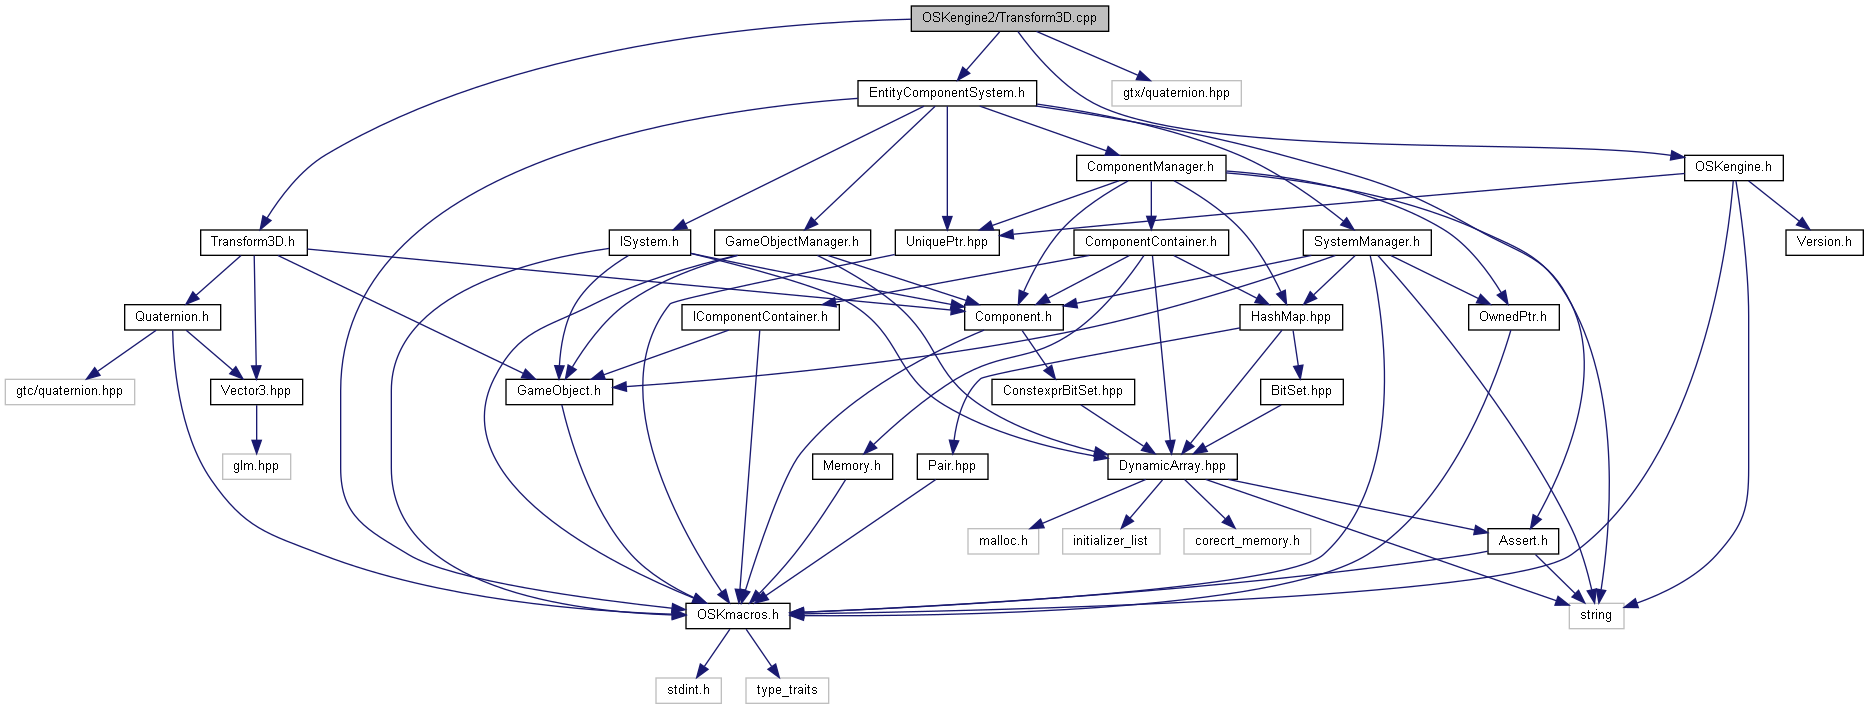 OSKengine2/Transform3D.cpp
EntityComponentSystem.h
gtx/quaternion.hpp
ComponentManager.h
OSKengine.h
Transform3D.h
ISystem.h
GameObjectManager.h
UniquePtr.hpp
ComponentContainer.h
SystemManager.h
Version.h
Quaternion.h
IComponentContainer.h
Component.h
HashMap.hpp
OwnedPtr.h
gtc/quaternion.hpp
Vector3.hpp
GameObject.h
ConstexprBitSet.hpp
BitSet.hpp
glm.hpp
Memory.h
Pair.hpp
DynamicArray.hpp
malloc.h
initializer_list
corecrt_memory.h
Assert.h
OSKmacros.h
string
stdint.h
type_traits